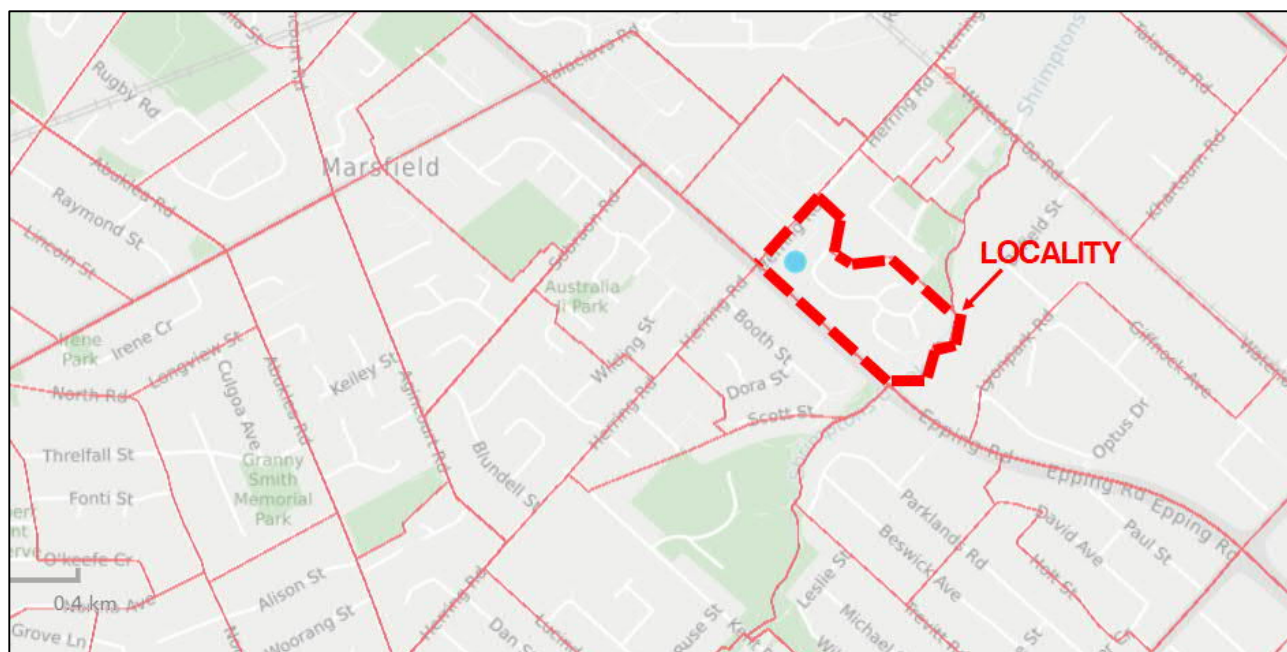 Rugby Rd
Balaclava Rd
Herring Rd
Talavera Rd
Shrimptons
Waterloo Rd Rd
Khartoum Rd
Marsfield
Abuklea Rd
Raymond St
Lincoln St
Sobraon Rd
Herring Rd
LOCALITY
Australia
II Park
Irene
Park
Irene Cr
Longview St
Wilding St
Herring Rd
Booth St
Lyonpark Rd
Giffnock Ave
North Rd
Culgoa Ave
Kelley St
Abuklea Rd
Agincourt Rd
Dora St
Scott St
Herring Rd
Optus Dr
Epping Rd
Threlfall St
Granny
Smith
Memorial
Park
Blundell St
Epping Rd Epping Rd
Fonti St
Parklands Rd
David Ave
Paul St
O'keefe Cr
Beswick Ave
Holt St
0.4 km
Alison St
Leslie St
Herring Rd
Grove Ln
Woorang St